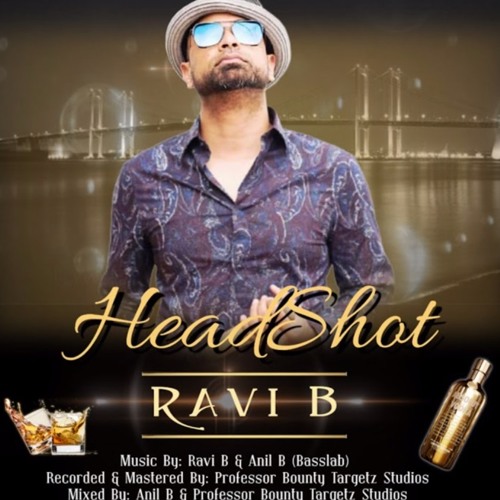 HeadShot
RAVI B
Music By: Ravi B & Anil B (Basslab)
Recorded & Mastered By: Professor Bounty Targetz Studios
Mixed By: Anil B & Professor Bounty Targetz Studios